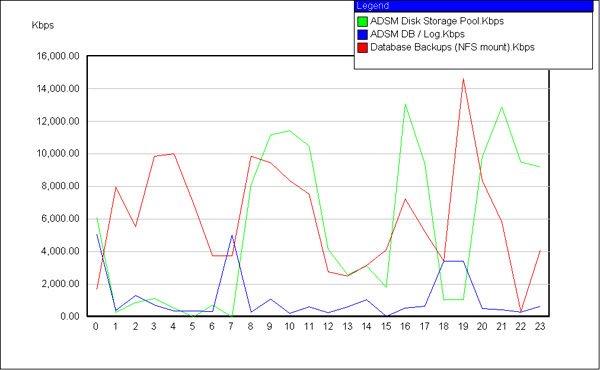 Legend
Kbps
ADSM Disk Storage Pool.Kbps
ADSM DB / Log.Kbps
Database Backups (NFS mount).Kbps
16,000.00
14,000.00
12,000.00
10,000.00
8,000.00
6,000.00
4,000.00
2,000.00
0.00
0 1 2 3 4 5 6 7 8 9 10 11 12 13 14 15 16 17 18 19 20 21 22 23